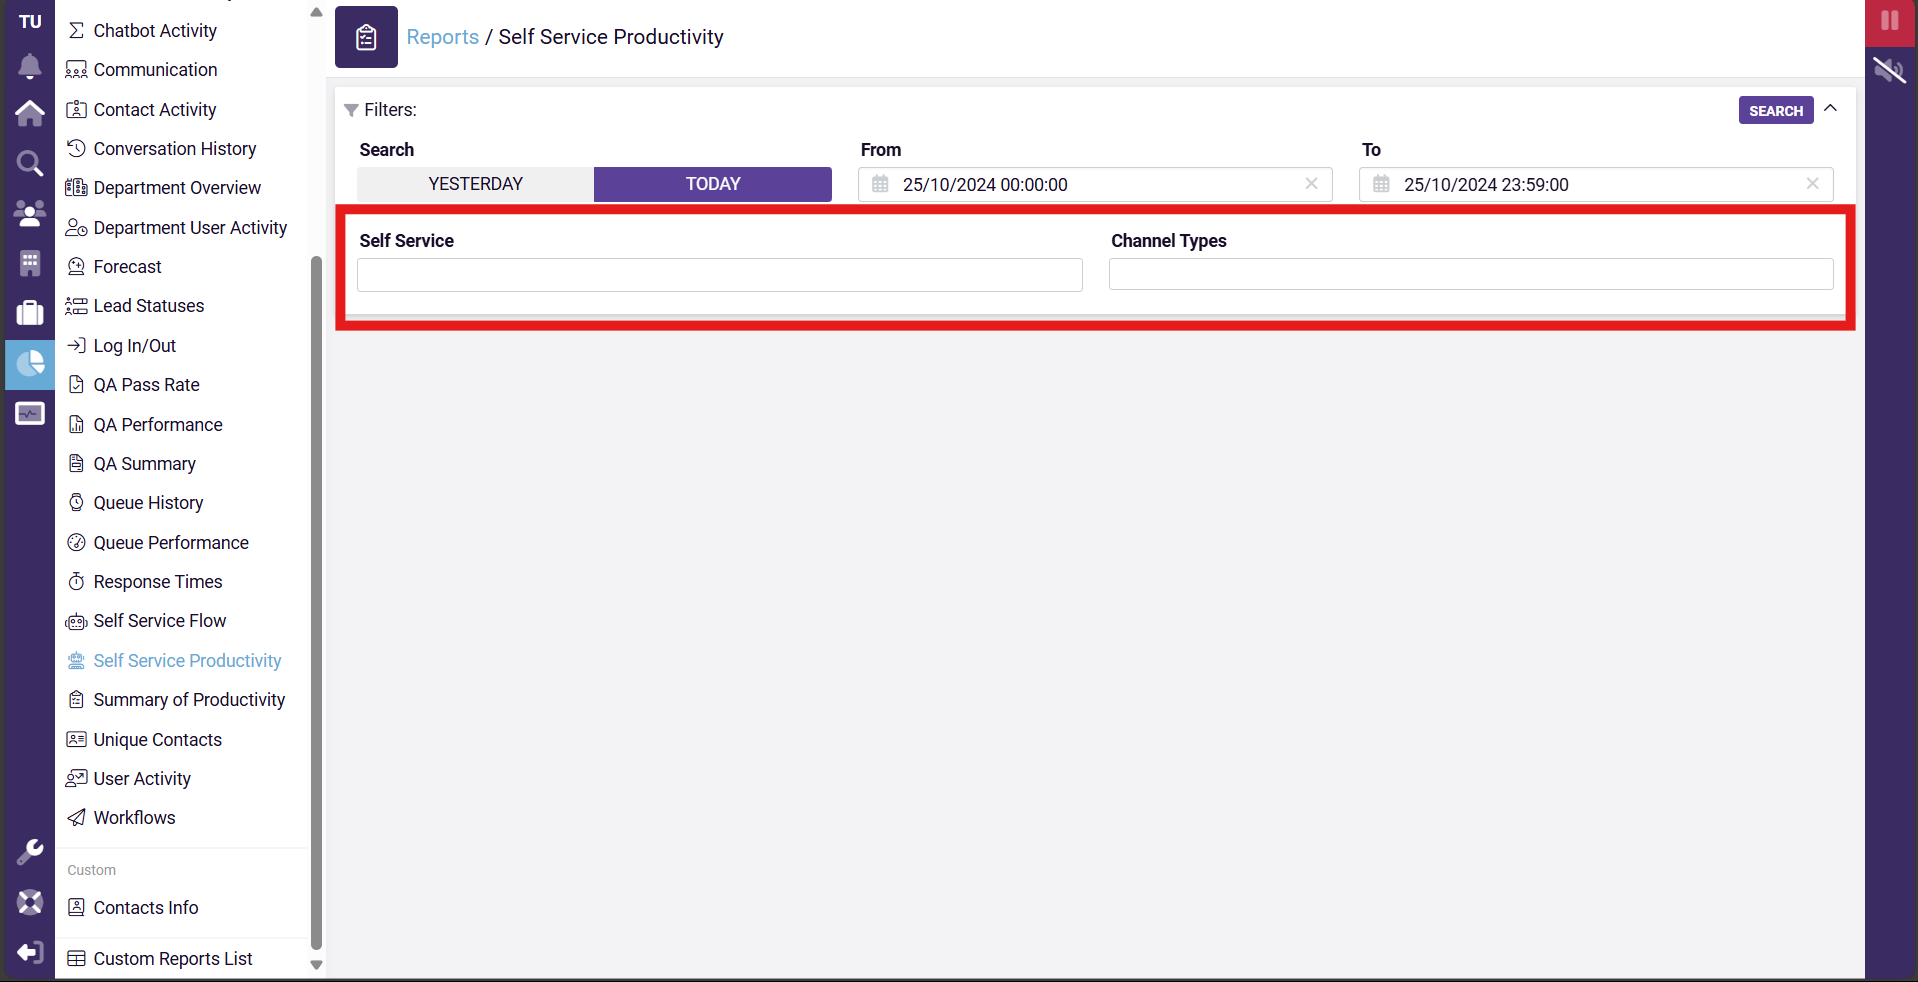 TU
Chatbot Activity
Communication
Contact Activity
Conversation History
Department Overview
Department User Activity
Forecast
Lead Statuses
Log In/Out
QA Pass Rate
QA Performance
QA Summary
Queue History
Queue Performance
Response Times
Self Service Flow
Self Service Productivity
Summary of Productivity
Unique Contacts
User Activity
Workflows
Custom
Contacts Info
Custom Reports List
Reports / Self Service Productivity
Filters:
SEARCH
Search From To
YESTERDAY TODAY 25/10/2024 00:00:00 25/10/2024 23:59:00
Self Service Channel Types